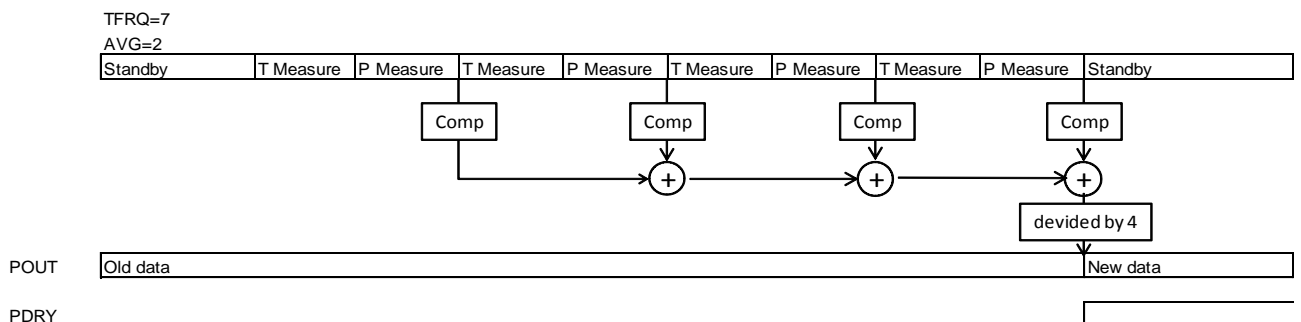 TFRQ=7
AVG=2
Standby T Measure P Measure T Measure P Measure T Measure P Measure T Measure P Measure Standby
Comp Comp Comp Comp
+ + +
devided by 4
POUT Old data New data
PDRY